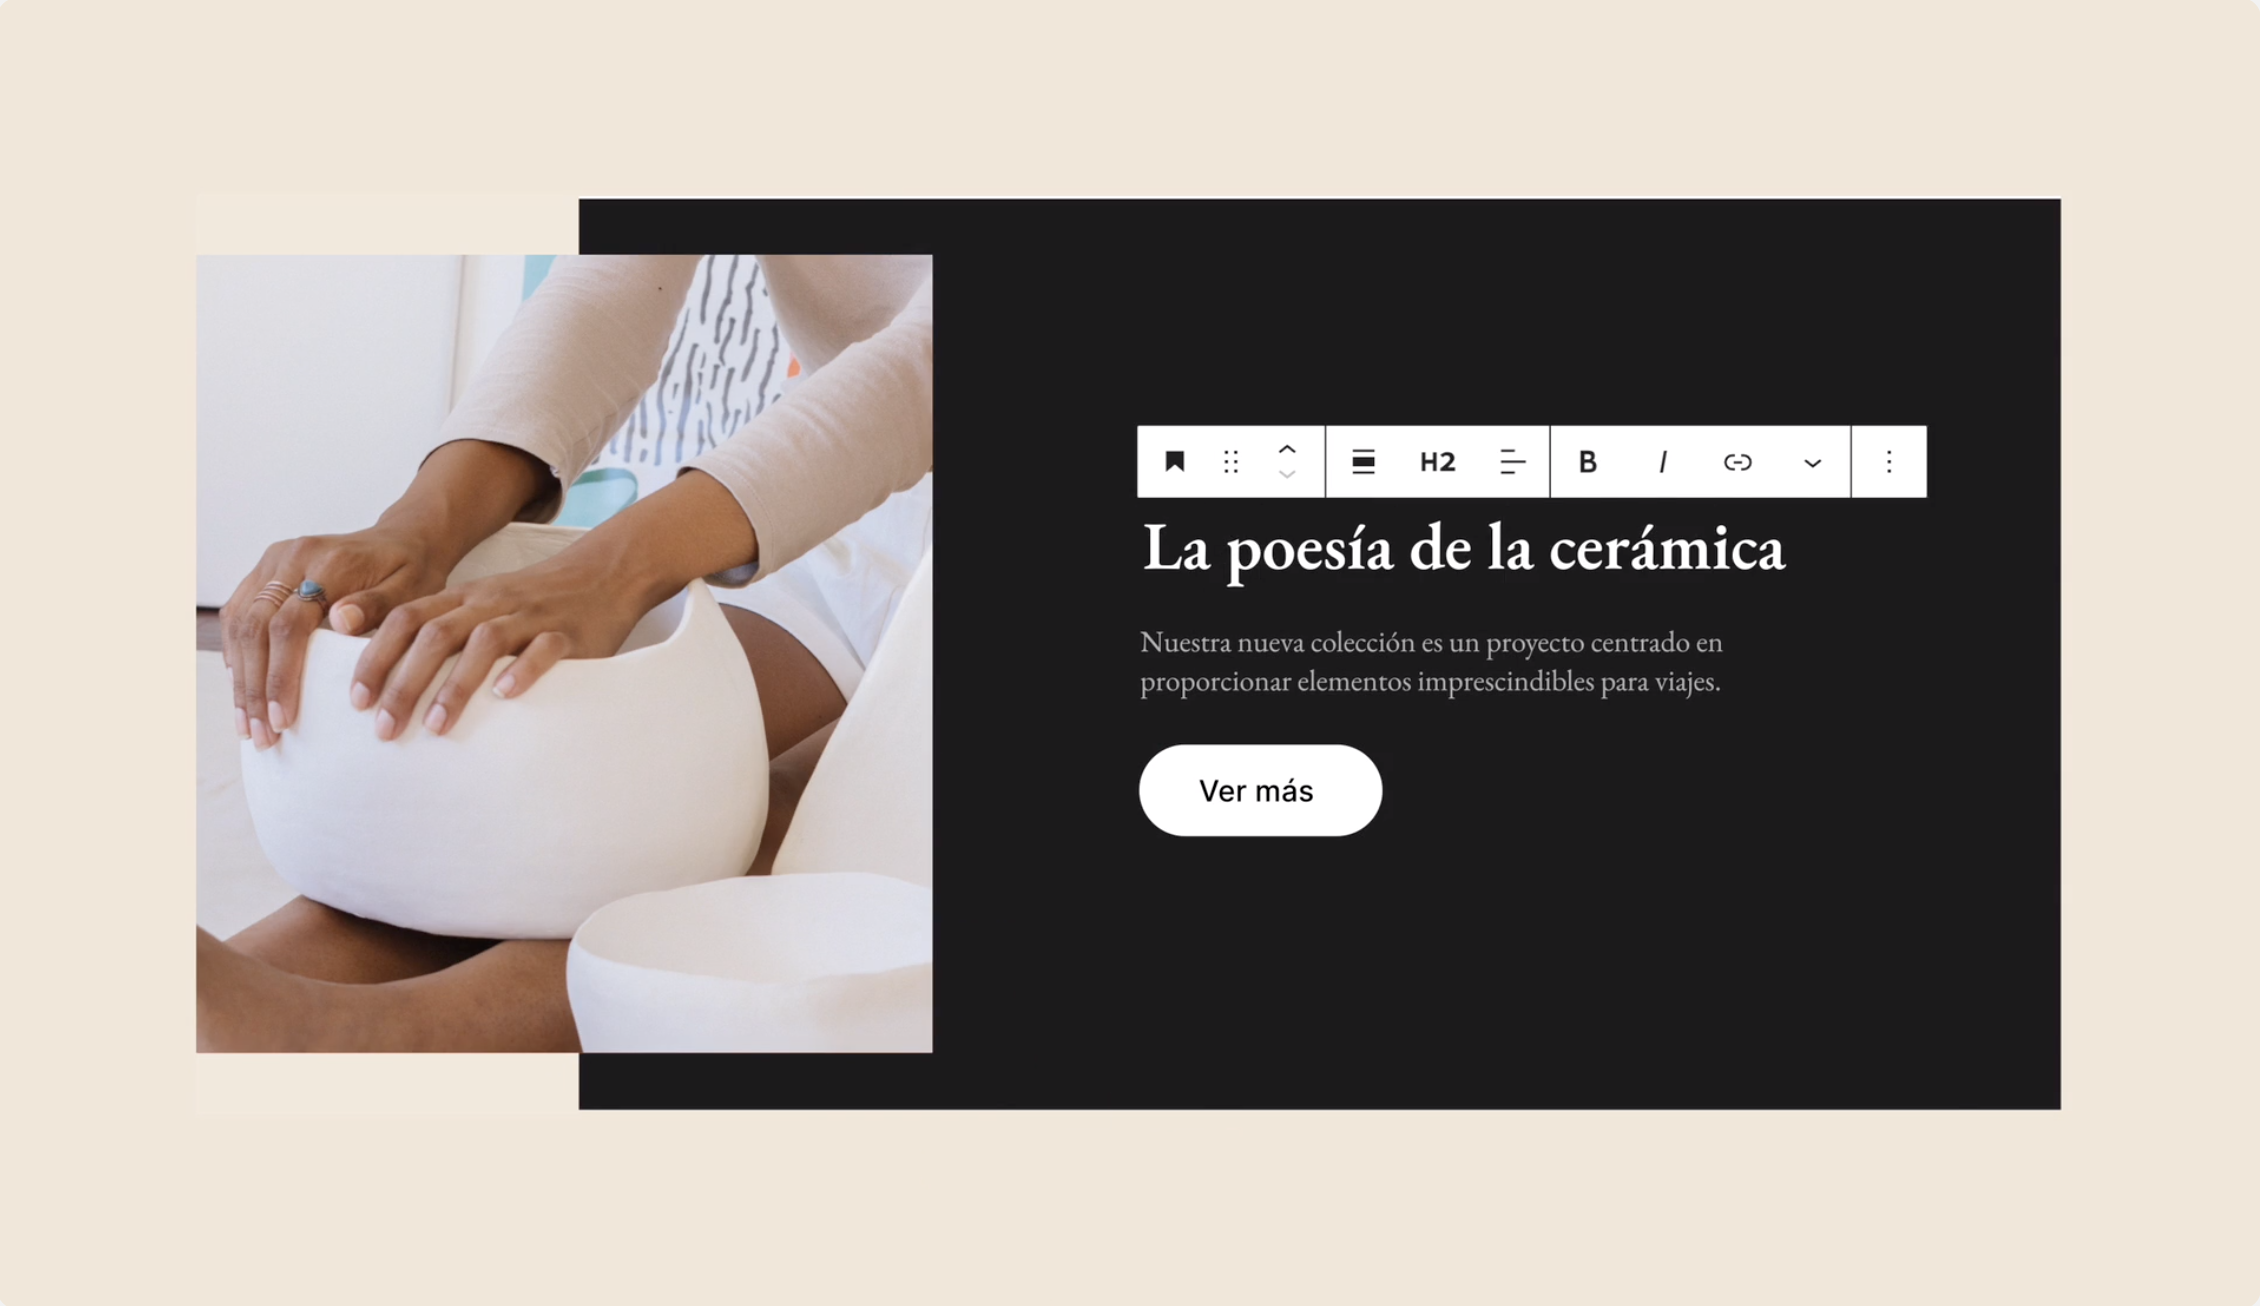 H2 B I
La poesía de la cerámica
Nuestra nueva colección es un proyecto centrado en
proporcionar elementos imprescindibles para viajes.
Ver más